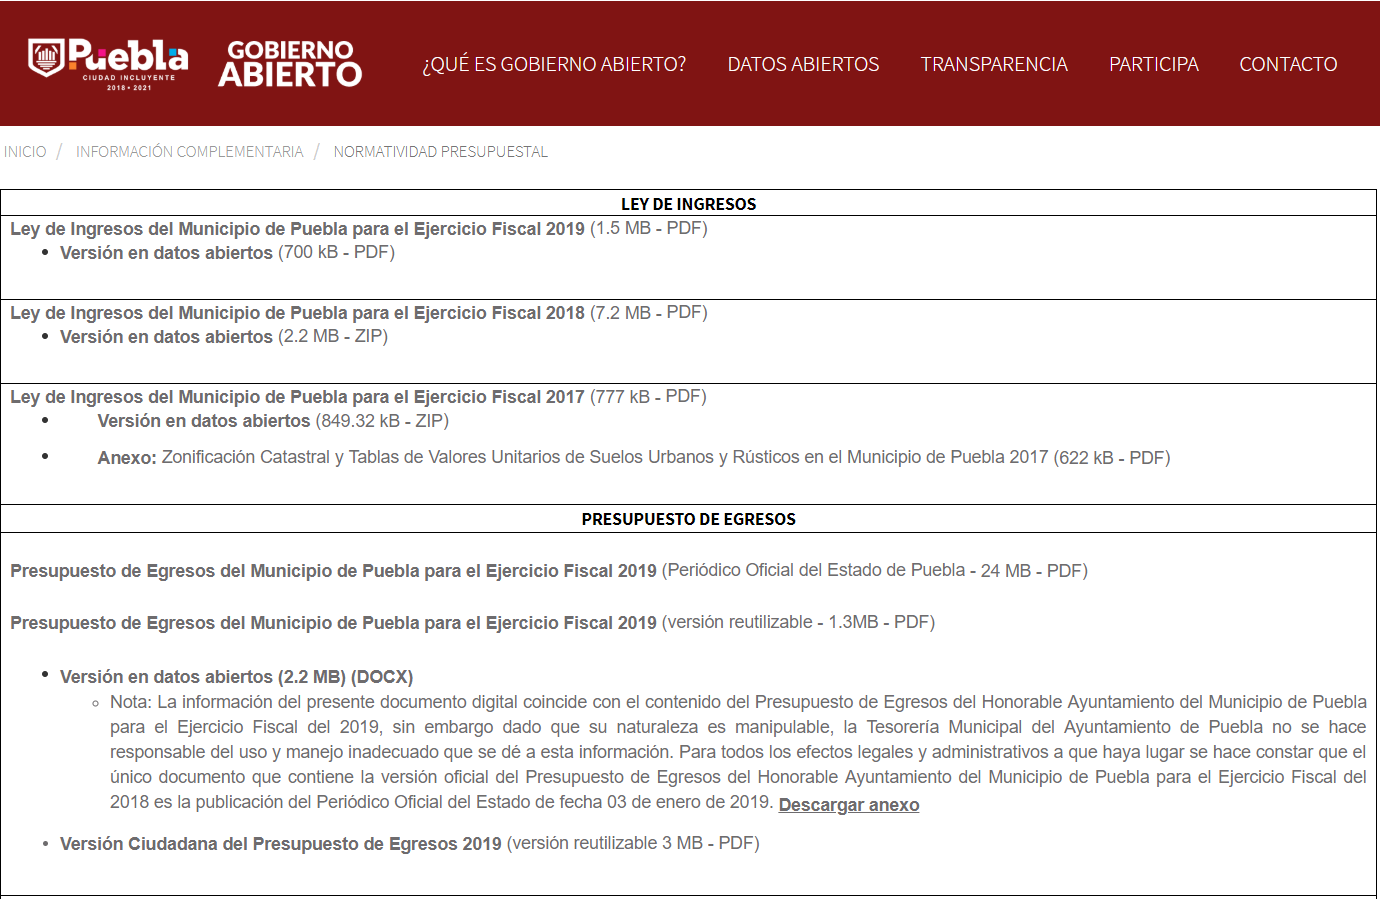 Puebla
CIUDAD INCLUYENTE
2018 • 2021
GOBIERNO
ABIERTO
¿QUÉ ES GOBIERNO ABIERTO?
DATOS ABIERTOS
TRANSPARENCIA
PARTICIPA
CONTACTO
INICIO / INFORMACIÓN COMPLEMENTARIA / NORMATIVIDAD PRESUPUESTAL
LEY DE INGRESOS
Ley de Ingresos del Municipio de Puebla para el Ejercicio Fiscal 2019 (1.5 MB - PDF)
• Versión en datos abiertos (700 kB - PDF)
Ley de Ingresos del Municipio de Puebla para el Ejercicio Fiscal 2018 (7.2 MB - PDF)
• Versión en datos abiertos (2.2 MB - ZIP)
Ley de Ingresos del Municipio de Puebla para el Ejercicio Fiscal 2017 (777 kB - PDF)
• Versión en datos abiertos (849.32 kB - ZIP)
• Anexo: Zonificación Catastral y Tablas de Valores Unitarios de Suelos Urbanos y Rústicos en el Municipio de Puebla 2017 (622 kB - PDF)
PRESUPUESTO DE EGRESOS
Presupuesto de Egresos del Municipio de Puebla para el Ejercicio Fiscal 2019 (Periódico Oficial del Estado de Puebla - 24 MB - PDF)
Presupuesto de Egresos del Municipio de Puebla para el Ejercicio Fiscal 2019 (versión reutilizable - 1.3MB - PDF)
• Versión en datos abiertos (2.2 MB) (DOCX)
◦ Nota: La información del presente documento digital coincide con el contenido del Presupuesto de Egresos del Honorable Ayuntamiento del Municipio de Puebla
para el Ejercicio Fiscal del 2019, sin embargo dado que su naturaleza es manipulable, la Tesorería Municipal del Ayuntamiento de Puebla no se hace
responsable del uso y manejo inadecuado que se dé a esta información. Para todos los efectos legales y administrativos a que haya lugar se hace constar que el
único documento que contiene la versión oficial del Presupuesto de Egresos del Honorable Ayuntamiento del Municipio de Puebla para el Ejercicio Fiscal del
2018 es la publicación del Periódico Oficial del Estado de fecha 03 de enero de 2019. Descargar anexo
• Versión Ciudadana del Presupuesto de Egresos 2019 (versión reutilizable 3 MB - PDF)